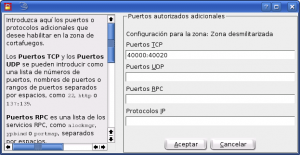 Introduzca aquí los puertos o
protocolos adicionales que
desee habilitar en la zona de
cortafuegos.
Los Puertos TCP y los Puertos
UDP se pueden introducir como
una lista de números de
puertos, nombres de puertos o
rangos de puertos separados
por espacios, como 22, http o
137:139.
Puertos RPC es una lista de los
servicios RPC, como nlockmgr,
ypbind o portmap, separados
por espacios.
Puertos autorizados adicionales
Configuración para la zona: Zona desmilitarizada
Puertos TCP
40000:40020
Puertos UDP
Puertos RPC
Protocolos IP
Aceptar
Cancelar